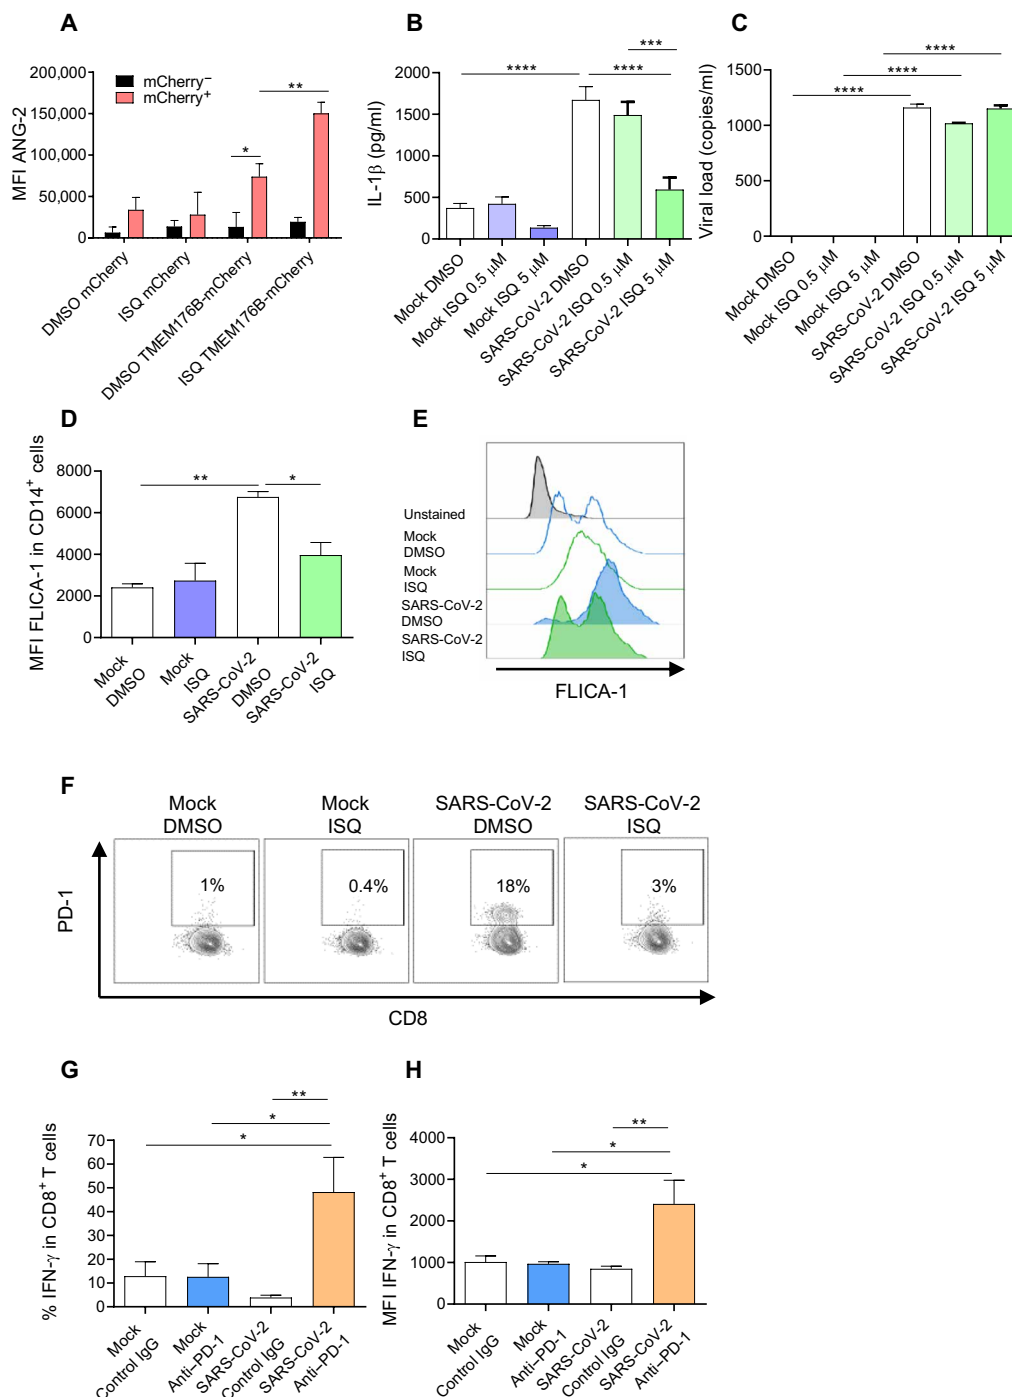 A
MFI ANG-2
200,000
150,000
100,000
50,000
0
mCherry⁻
mCherry⁺
*
**
DMSO mCherry
ISQ mCherry
DMSO TMEM176B-mCherry
ISQ TMEM176B-mCherry
B
IL-1β (pg/ml)
2000
1500
1000
500
0
***
****
****
Mock DMSO
Mock ISQ 0.5 μM
Mock ISQ 5 μM
SARS-CoV-2 DMSO
SARS-CoV-2 ISQ 0.5 μM
SARS-CoV-2 ISQ 5 μM
C
Viral load (copies/ml)
1500
1000
500
0
****
****
****
Mock DMSO
Mock ISQ 0.5 μM
Mock ISQ 5 μM
SARS-CoV-2 DMSO
SARS-CoV-2 ISQ 0.5 μM
SARS-CoV-2 ISQ 5 μM
D
MFI FLICA-1 in CD14⁺ cells
8000
6000
4000
2000
0
**
*
Mock
DMSO
Mock
ISQ
SARS-CoV-2
DMSO
SARS-CoV-2
ISQ
E
Unstained
Mock
DMSO
Mock
ISQ
SARS-CoV-2
DMSO
SARS-CoV-2
ISQ
FLICA-1
F
Mock
DMSO
Mock
ISQ
SARS-CoV-2
DMSO
SARS-CoV-2
ISQ
1%
0.4%
18%
3%
PD-1
CD8
G
% IFN-γ in CD8⁺ T cells
70
60
50
40
30
20
10
0
**
*
*
Mock
Control IgG
Mock
Anti–PD-1
SARS-CoV-2
Control IgG
SARS-CoV-2
Anti–PD-1
H
MFI IFN-γ in CD8⁺ T cells
4000
3000
2000
1000
0
**
*
*
Mock
Control IgG
Mock
Anti–PD-1
SARS-CoV-2
Control IgG
SARS-CoV-2
Anti–PD-1